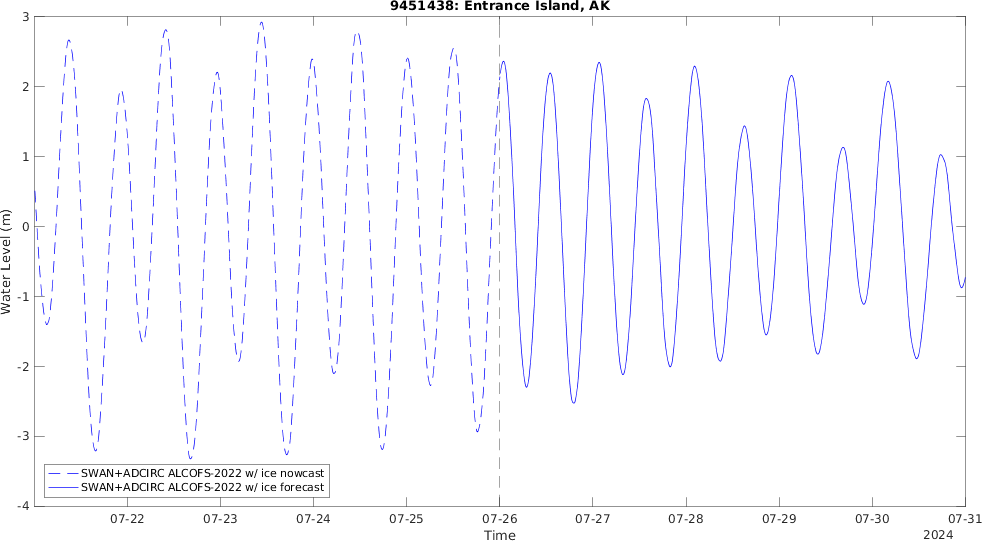 9451438: Entrance Island, AK
Water Level (m)
3
2
1
0
-1
-2
-3
-4
SWAN+ADCIRC ALCOFS-2022 w/ ice nowcast
SWAN+ADCIRC ALCOFS-2022 w/ ice forecast
07-22 07-23 07-24 07-25 07-26 07-27 07-28 07-29 07-30 07-31
Time
2024